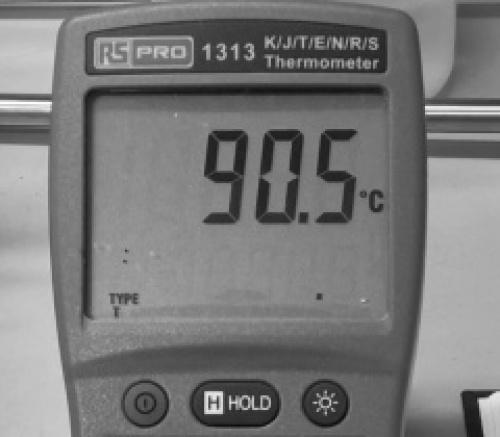 RS PRO 1313 K/J/T/E/N/R/S
Thermometer
90.5 °C
TYPE
T
H HOLD